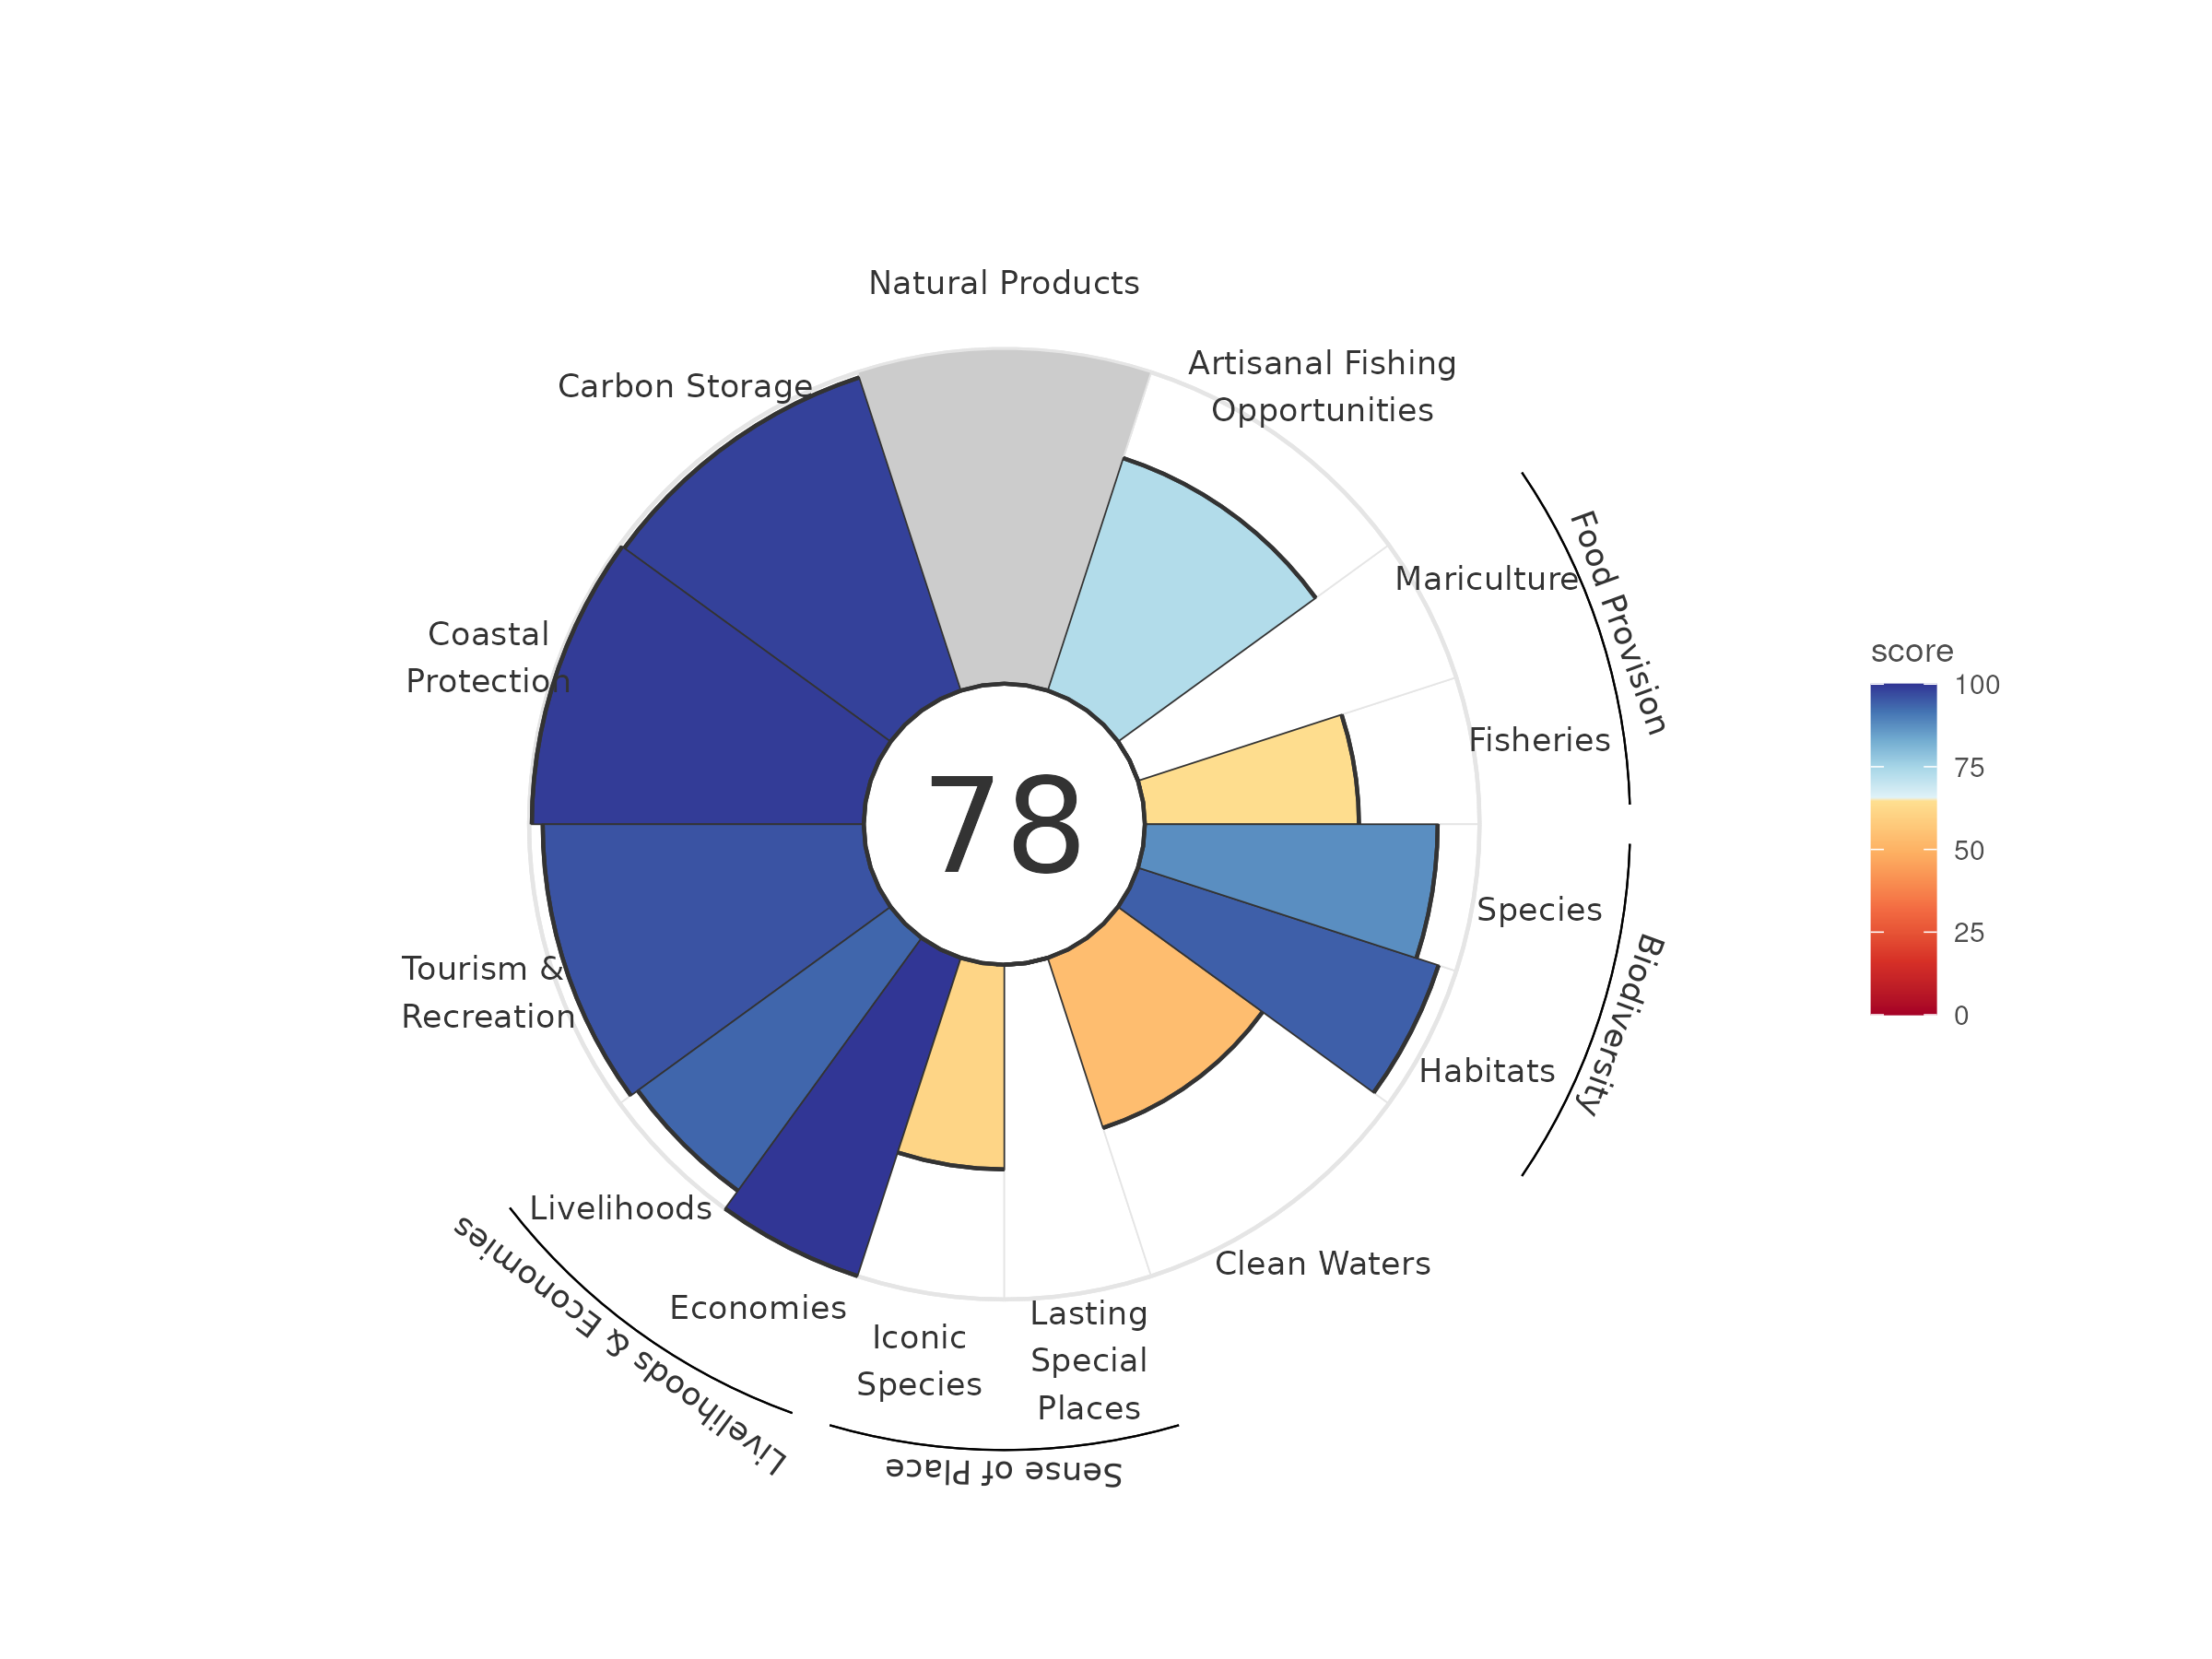 Natural Products
Artisanal Fishing
Opportunities
Carbon Storage
Mariculture
Food Provision
Fisheries
Coastal
Protection
78
Species
Biodiversity
Habitats
Tourism &
Recreation
Livelihoods
Clean Waters
Economies
Livelihoods & Economies
Iconic
Species
Lasting
Special
Places
Sense of Place
score
100
75
50
25
0